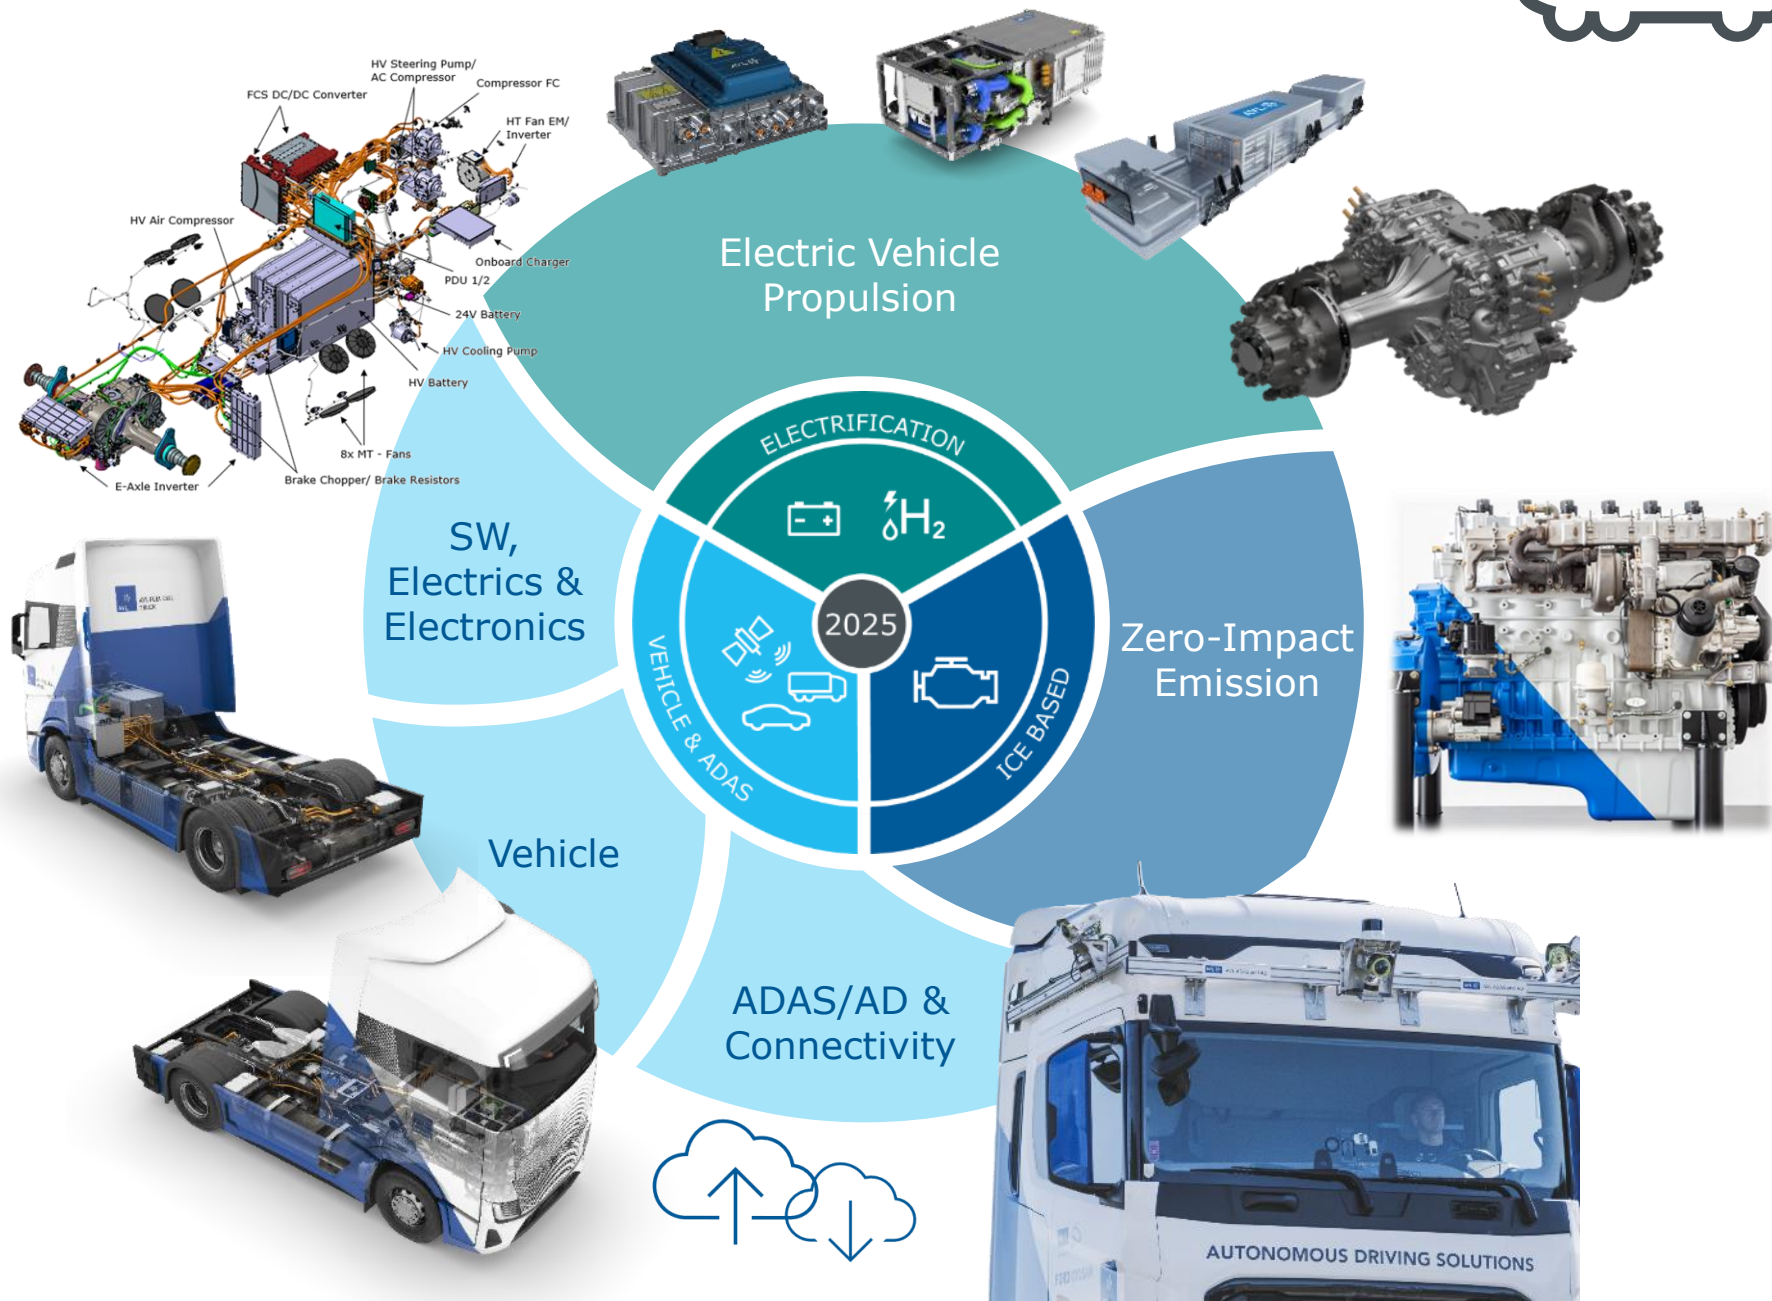 HV Steering Pump/
AC Compressor
Compressor FC
FCS DC/DC Converter
HT Fan EM/
Inverter
HV Air Compressor
Onboard Charger
PDU 1/2
24V Battery
HV Cooling Pump
HV Battery
8x MT - Fans
Brake Chopper/ Brake Resistors
E-Axle Inverter
Electric Vehicle
Propulsion
ELECTRIFICATION
H2
SW,
Electrics &
Electronics
2025
Zero-Impact
Emission
VEHICLE & ADAS
ICE BASED
Vehicle
ADAS/AD &
Connectivity
AUTONOMOUS DRIVING SOLUTIONS